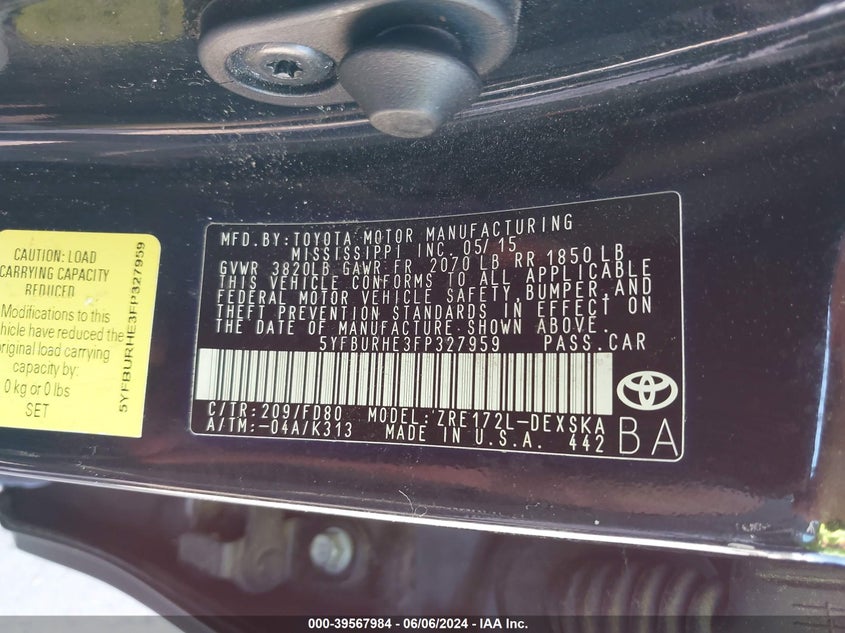 MFD. BY: TOYOTA MOTOR MANUFACTURING
MISSISSIPPI INC. 05/15
GVWR 3820LB GAWR: FR 2070 LB RR 1850 LB
THIS VEHICLE CONFORMS TO ALL APPLICABLE
FEDERAL MOTOR VEHICLE SAFETY, BUMPER, AND
THEFT PREVENTION STANDARDS IN EFFECT ON
THE DATE OF MANUFACTURE SHOWN ABOVE.
5YFBURHE3FP327959 PASS. CAR
C/TR: 209/FD80 MODEL: ZRE172L-DEXSKA
A/TM: -04A/K313 MADE IN U.S.A. 442 BA
CAUTION: LOAD
CARRYING CAPACITY
REDUCED
Modifications to this
vehicle have reduced the
original load carrying
capacity by:
0 kg or 0 lbs
SET
5YFBURHE3FP327959
000-39567984 - 06/06/2024 - IAA Inc.